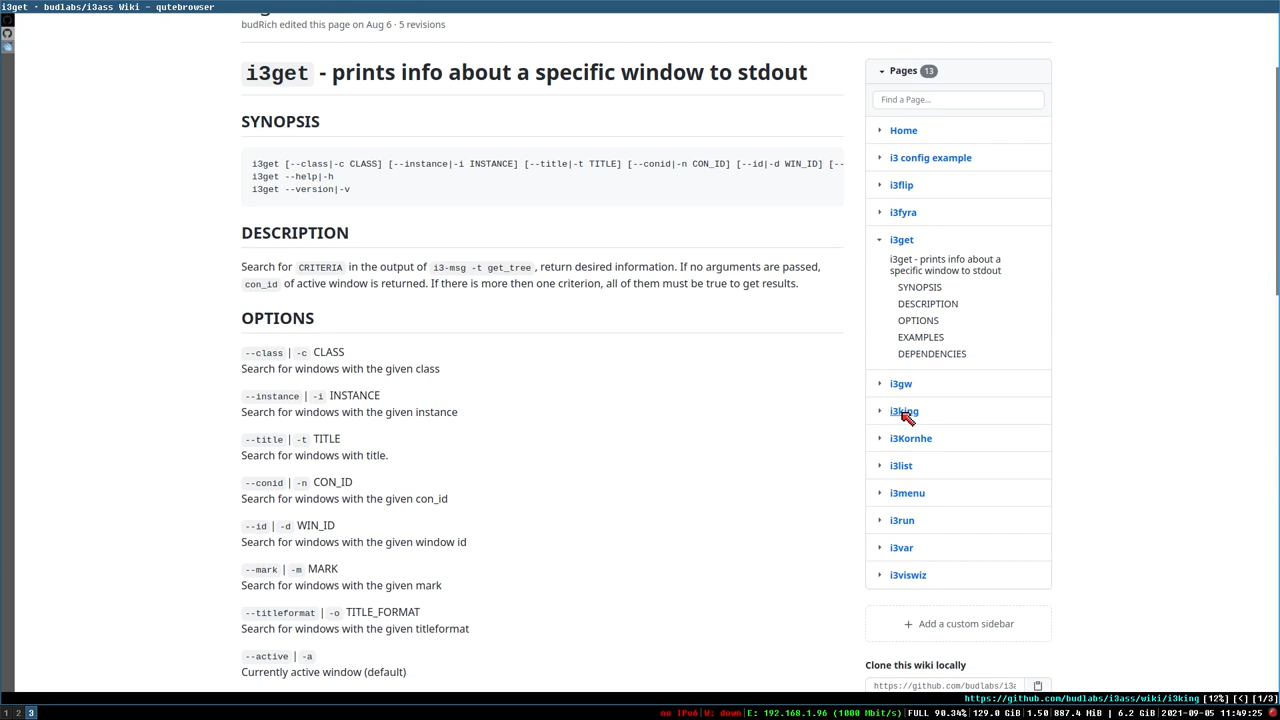 i3get · budlabs/i3ass Wiki - qutebrowser
budRich edited this page on Aug 6 · 5 revisions
i3get - prints info about a specific window to stdout
SYNOPSIS
i3get [--class|-c CLASS] [--instance|-i INSTANCE] [--title|-t TITLE] [--conid|-n CON_ID] [--id|-d WIN_ID] [--
i3get --help|-h
i3get --version|-v
DESCRIPTION
Search for CRITERIA in the output of i3-msg -t get_tree, return desired information. If no arguments are passed,
con_id of active window is returned. If there is more then one criterion, all of them must be true to get results.
OPTIONS
--class | -c CLASS
Search for windows with the given class
--instance | -i INSTANCE
Search for windows with the given instance
--title | -t TITLE
Search for windows with title.
--conid | -n CON_ID
Search for windows with the given con_id
--id | -d WIN_ID
Search for windows with the given window id
--mark | -m MARK
Search for windows with the given mark
--titleformat | -o TITLE_FORMAT
Search for windows with the given titleformat
--active | -a
Currently active window (default)
Pages 13
Find a Page...
Home
i3 config example
i3flip
i3fyra
i3get
i3get - prints info about a
specific window to stdout
SYNOPSIS
DESCRIPTION
OPTIONS
EXAMPLES
DEPENDENCIES
i3gw
i3king
i3Kornhe
i3list
i3menu
i3run
i3var
i3viswiz
+ Add a custom sidebar
Clone this wiki locally
https://github.com/budlabs/i3a
https://github.com/budlabs/i3ass/wiki/i3king [12%] [<] [1/3]
1 2 3
no IPv6|W: down|E: 192.168.1.96 (1000 Mbit/s)|FULL 90.34%|129.0 GiB|1.50|887.4 MiB | 6.2 GiB|2021-09-05 11:49:25